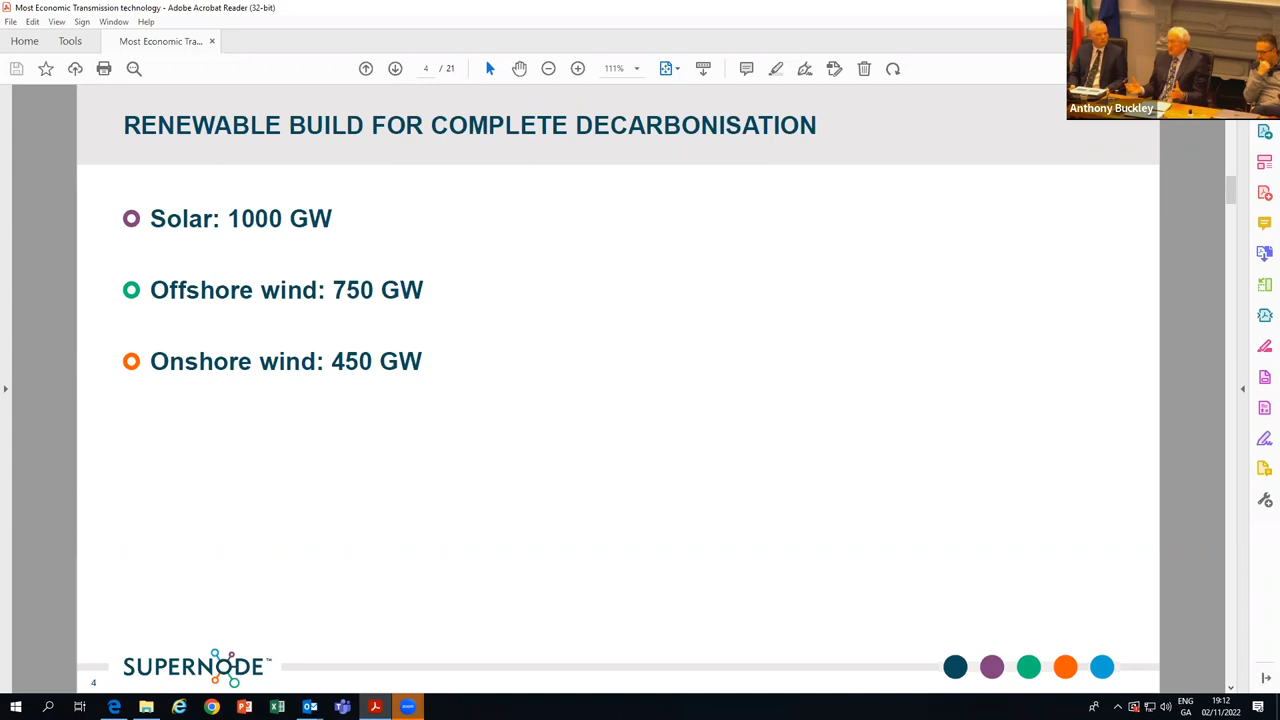 Most Economic Transmission technology - Adobe Acrobat Reader (32-bit)
File Edit View Sign Window Help
Home Tools Most Economic Tra... ×
4 / 21 111%
Anthony Buckley
RENEWABLE BUILD FOR COMPLETE DECARBONISATION
Solar: 1000 GW
Offshore wind: 750 GW
Onshore wind: 450 GW
SUPERNODE™
4
ENG 19:12
GA 02/11/2022
zoom